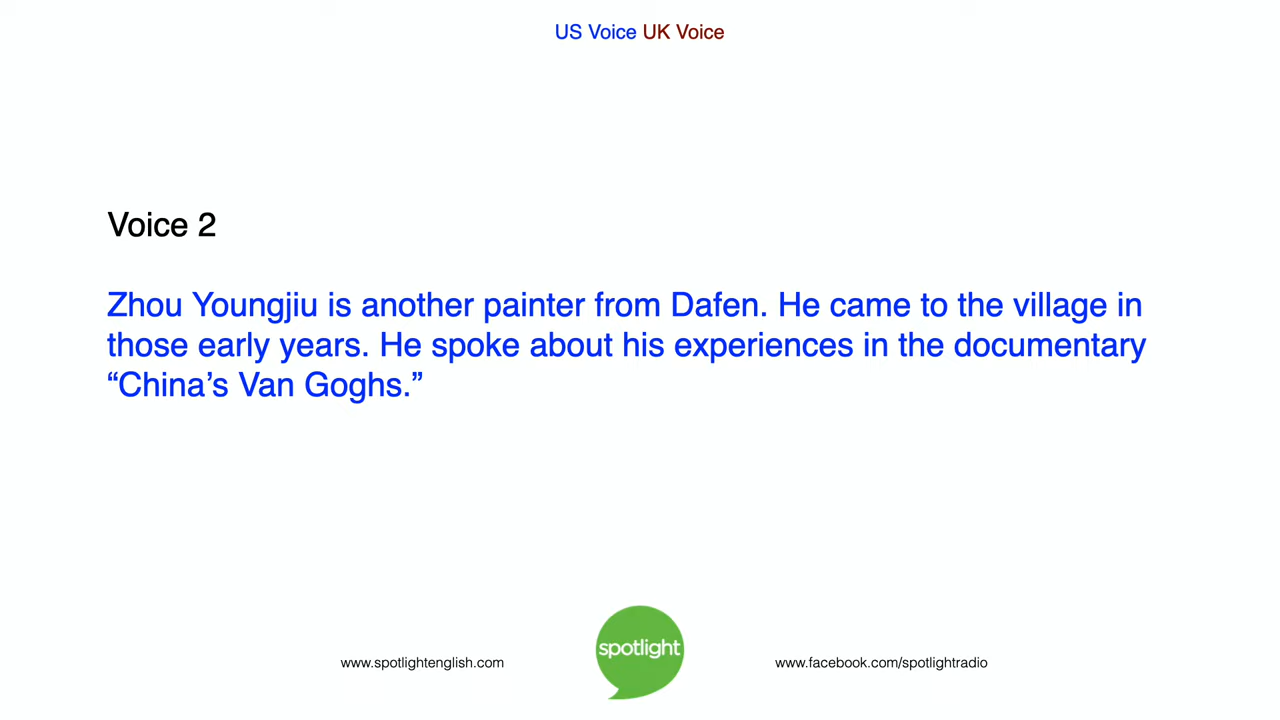 US Voice UK Voice
Voice 2
Zhou Youngjiu is another painter from Dafen. He came to the village in
those early years. He spoke about his experiences in the documentary
“China’s Van Goghs.”
spotlight
www.spotlightenglish.com
www.facebook.com/spotlightradio